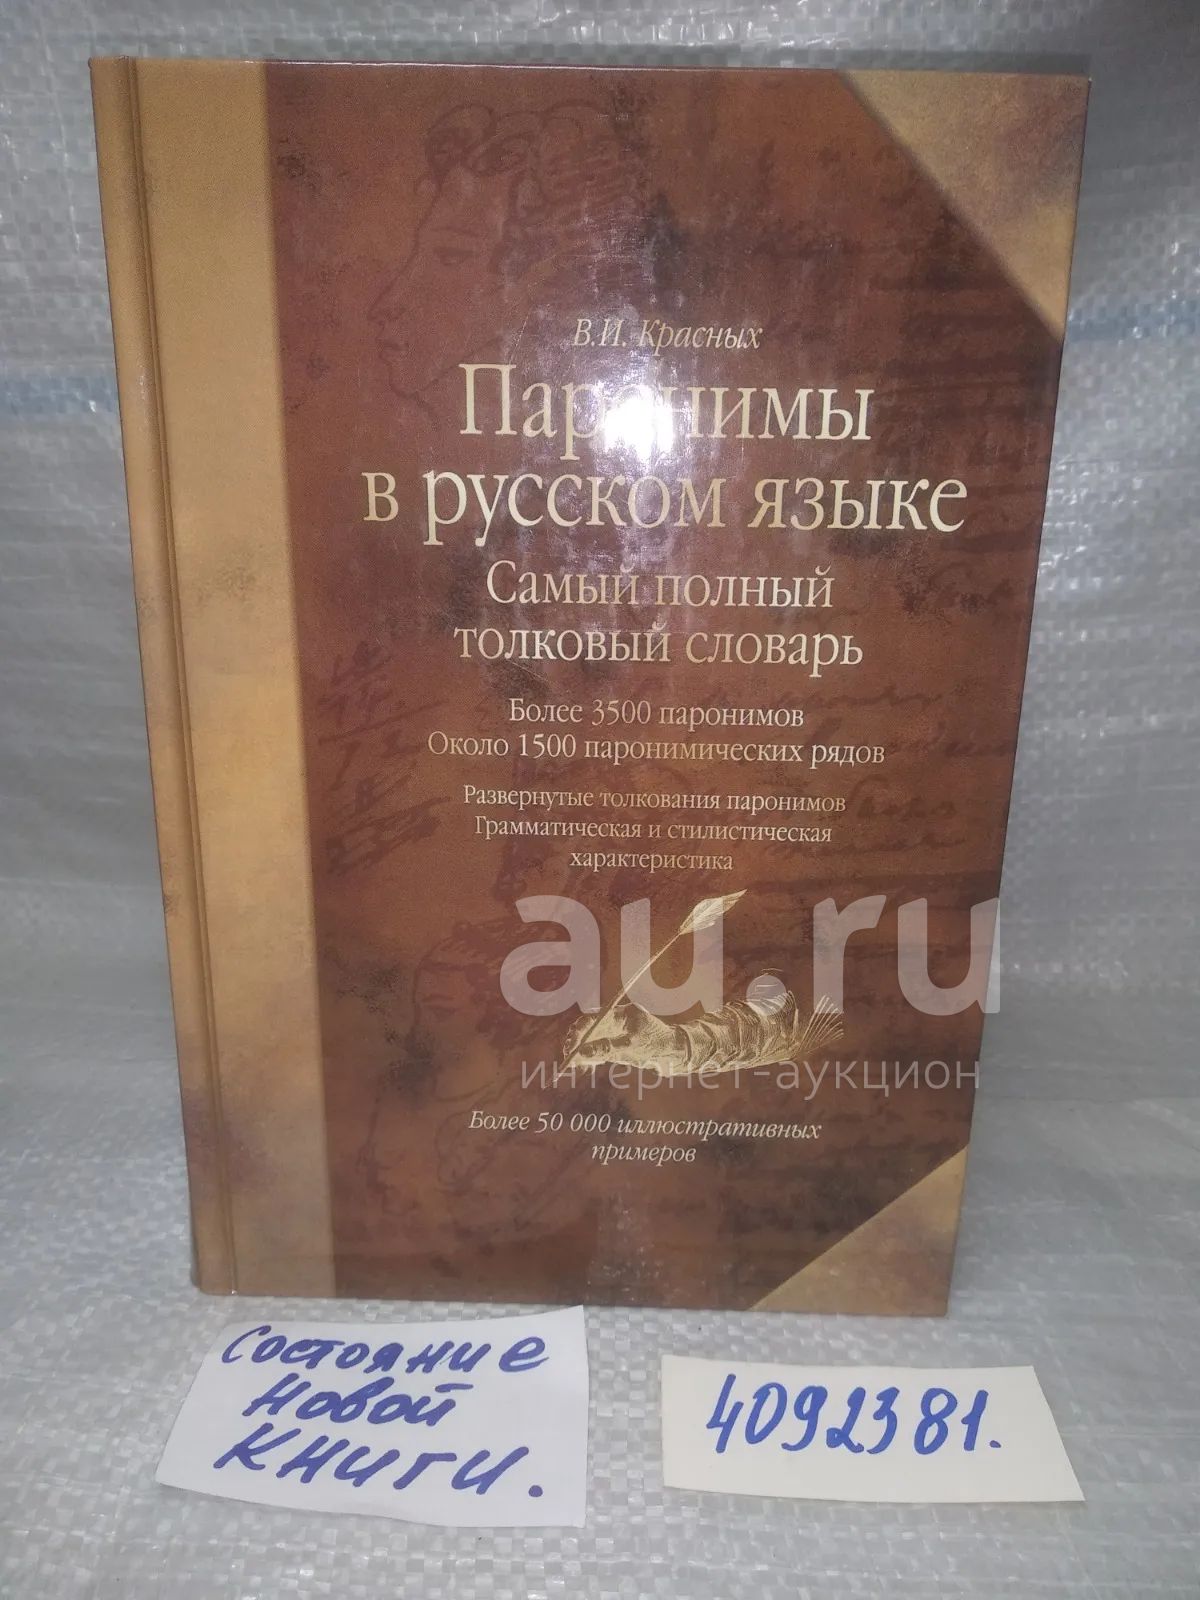 В.И. Красных
Паронимы
в русском языке
Самый полный
толковый словарь
Более 3500 паронимов
Около 1500 паронимических рядов
Развернутые толкования паронимов
Грамматическая и стилистическая
характеристика
au.ru
интернет-аукцион
Более 50 000 иллюстративных
примеров
Состояние
новой
книги.
4092381.